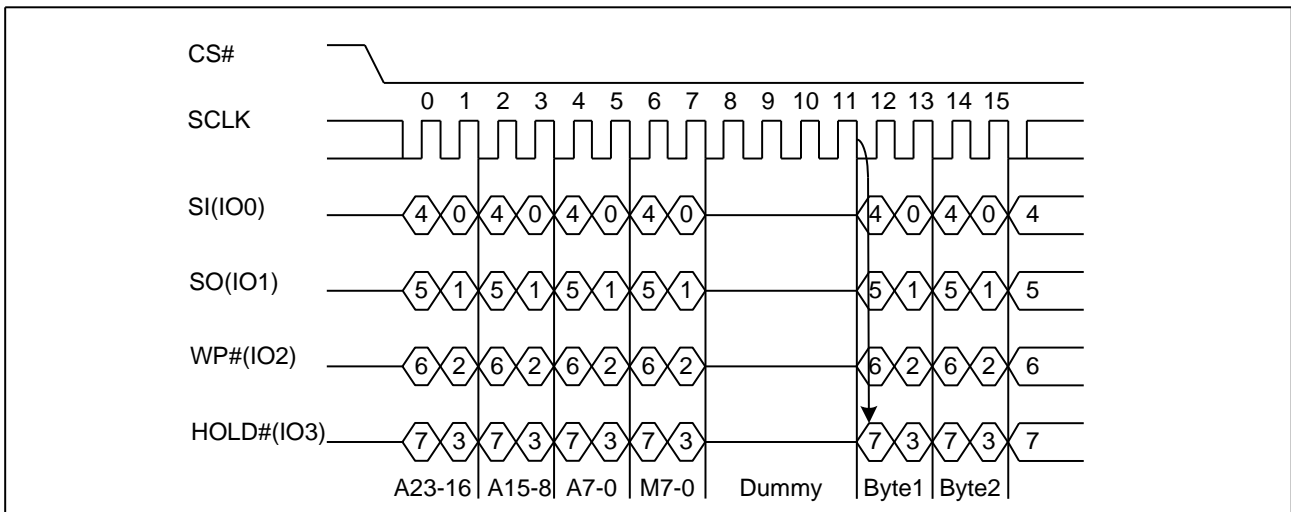 CS#
0 1 2 3 4 5 6 7 8 9 10 11 12 13 14 15
SCLK
SI(IO0) 4 0 4 0 4 0 4 0 4 0 4 0 4
SO(IO1) 5 1 5 1 5 1 5 1 5 1 5 1 5
WP#(IO2) 6 2 6 2 6 2 6 2 6 2 6 2 6
HOLD#(IO3) 7 3 7 3 7 3 7 3 7 3 7 3 7
A23-16 A15-8 A7-0 M7-0 Dummy Byte1 Byte2